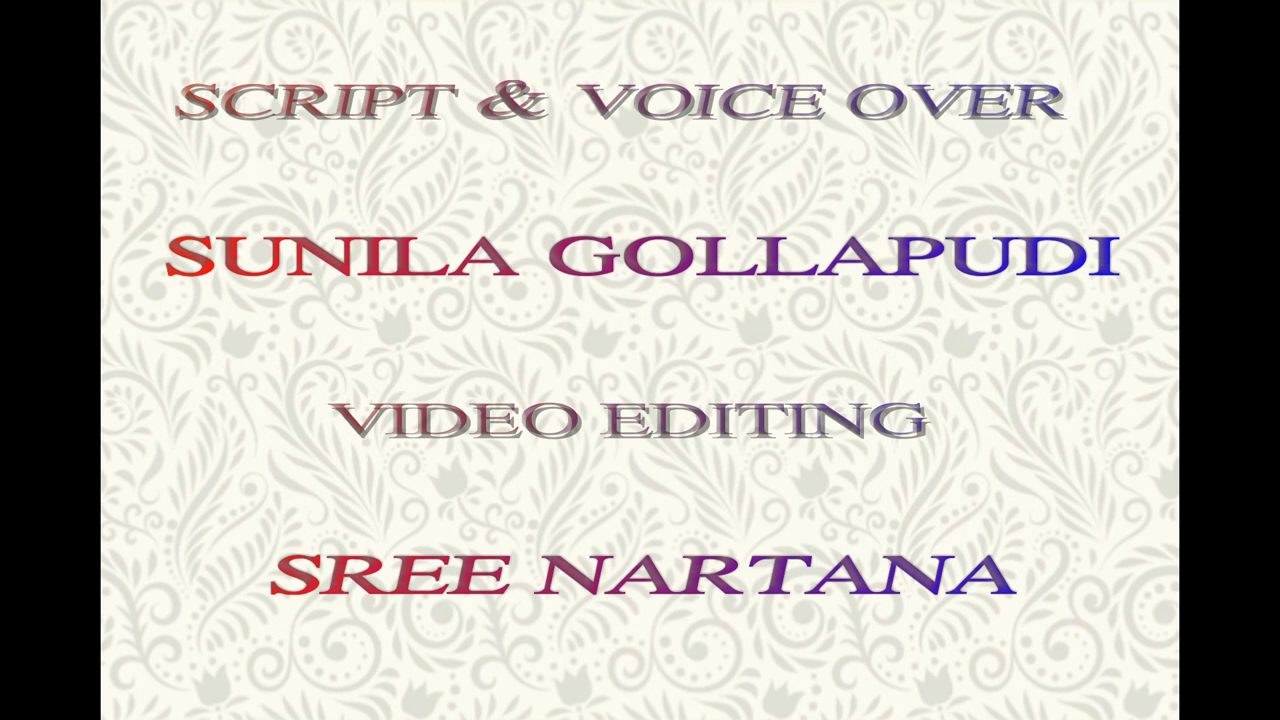 SCRIPT & VOICE OVER
SUNILA GOLLAPUDI
VIDEO EDITING
SREE NARTANA